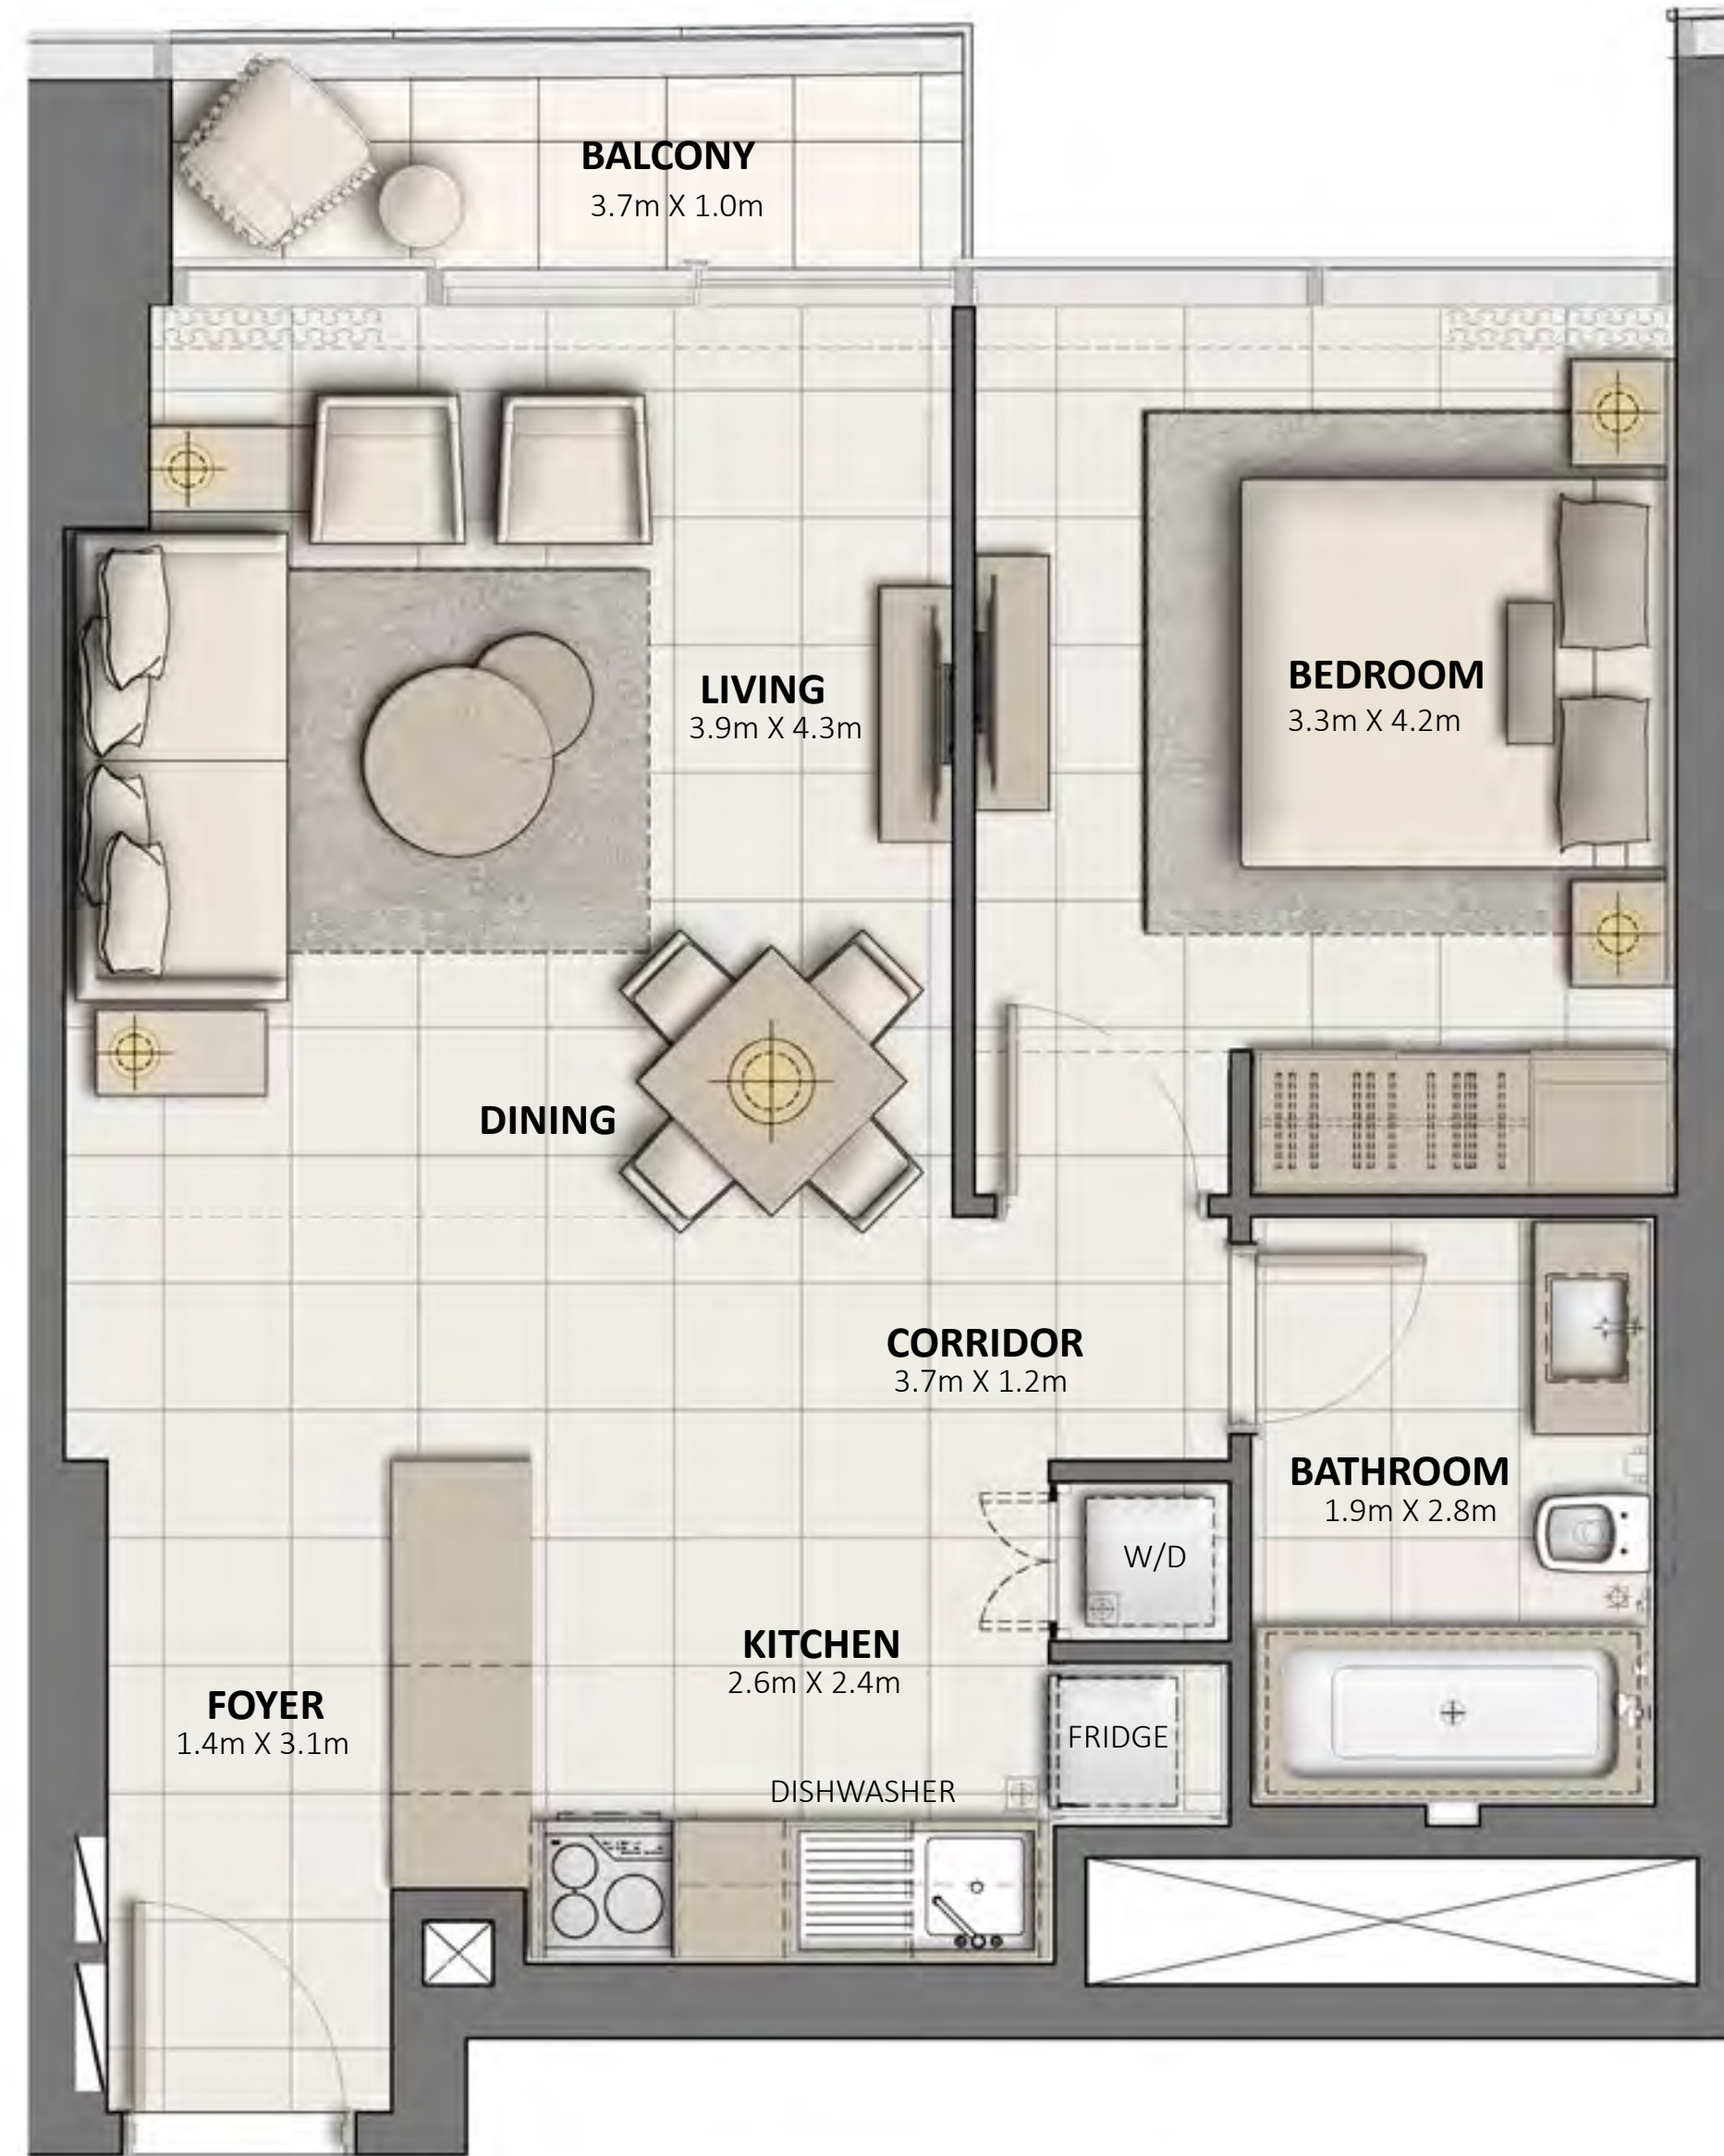 BALCONY
3.7m X 1.0m
LIVING
3.9m X 4.3m
BEDROOM
3.3m X 4.2m
DINING
CORRIDOR
3.7m X 1.2m
BATHROOM
1.9m X 2.8m
W/D
KITCHEN
2.6m X 2.4m
FOYER
1.4m X 3.1m
FRIDGE
DISHWASHER